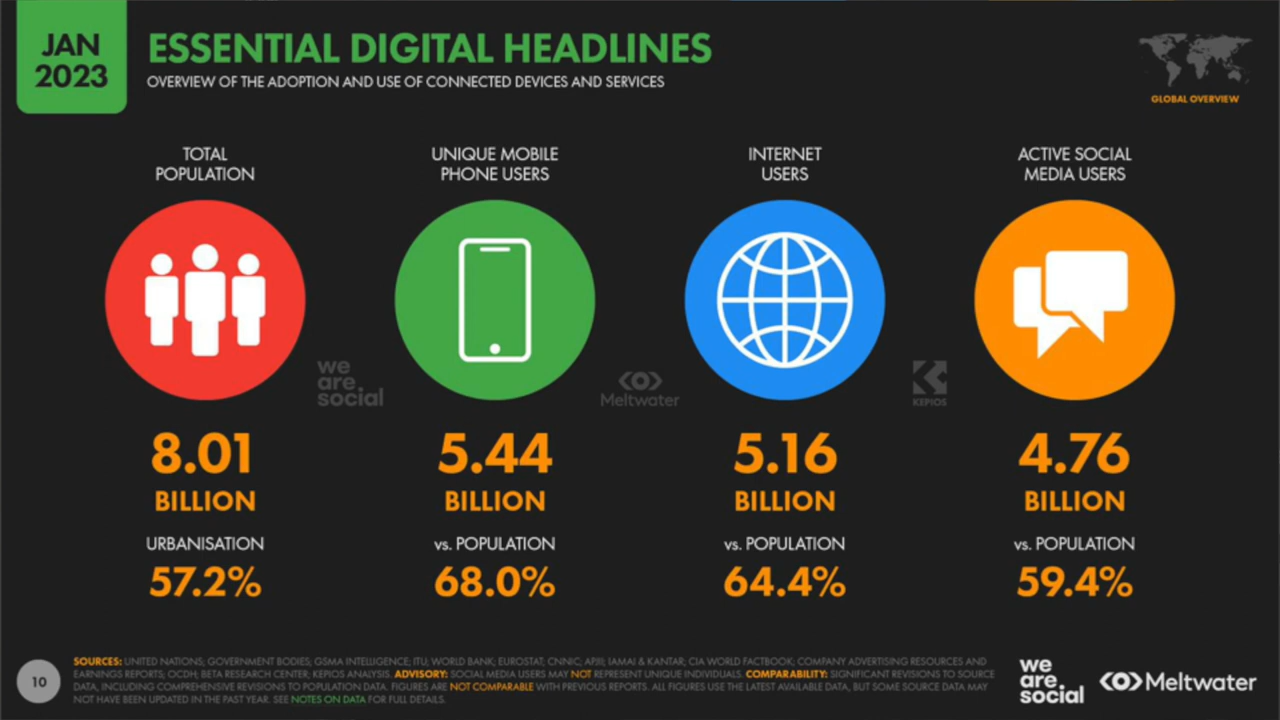 JAN
2023
ESSENTIAL DIGITAL HEADLINES
OVERVIEW OF THE ADOPTION AND USE OF CONNECTED DEVICES AND SERVICES
GLOBAL OVERVIEW
TOTAL
POPULATION
UNIQUE MOBILE
PHONE USERS
INTERNET
USERS
ACTIVE SOCIAL
MEDIA USERS
we
are
social
Meltwater
KEPIOS
8.01
BILLION
URBANISATION
57.2%
5.44
BILLION
vs. POPULATION
68.0%
5.16
BILLION
vs. POPULATION
64.4%
4.76
BILLION
vs. POPULATION
59.4%
10
SOURCES: UNITED NATIONS; GOVERNMENT BODIES; GSMA INTELLIGENCE; ITU; WORLD BANK; EUROSTAT; CNNIC; APJII; IAMAI & KANTAR; CIA WORLD FACTBOOK; COMPANY ADVERTISING RESOURCES AND
EARNINGS REPORTS; OCDH; BETA RESEARCH CENTER; KEPIOS ANALYSIS. ADVISORY: SOCIAL MEDIA USERS MAY NOT REPRESENT UNIQUE INDIVIDUALS. COMPARABILITY: SIGNIFICANT REVISIONS TO SOURCE
DATA, INCLUDING COMPREHENSIVE REVISIONS TO POPULATION DATA. FIGURES ARE NOT COMPARABLE WITH PREVIOUS REPORTS. ALL FIGURES USE THE LATEST AVAILABLE DATA, BUT SOME SOURCE DATA MAY
NOT HAVE BEEN UPDATED IN THE PAST YEAR. SEE NOTES ON DATA FOR FULL DETAILS.
we
are
social
Meltwater